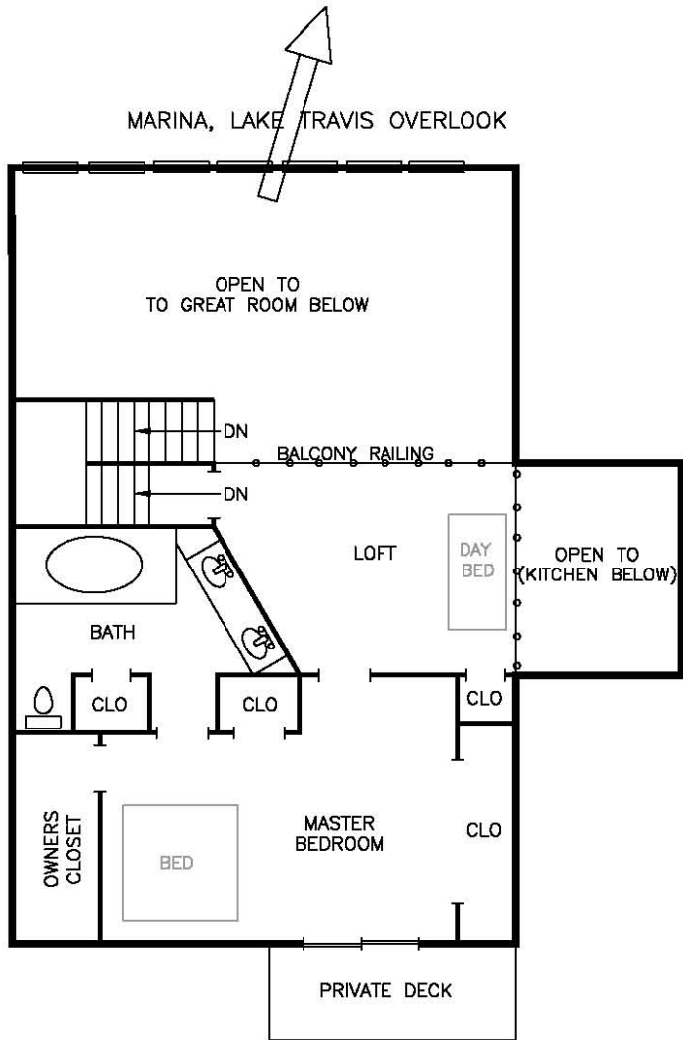 MARINA, LAKE TRAVIS OVERLOOK
OPEN TO
TO GREAT ROOM BELOW
DN
BALCONY RAILING
DN
LOFT
DAY
BED
OPEN TO
(KITCHEN BELOW)
BATH
CLO
CLO
CLO
OWNERS
CLOSET
BED
MASTER
BEDROOM
CLO
PRIVATE DECK